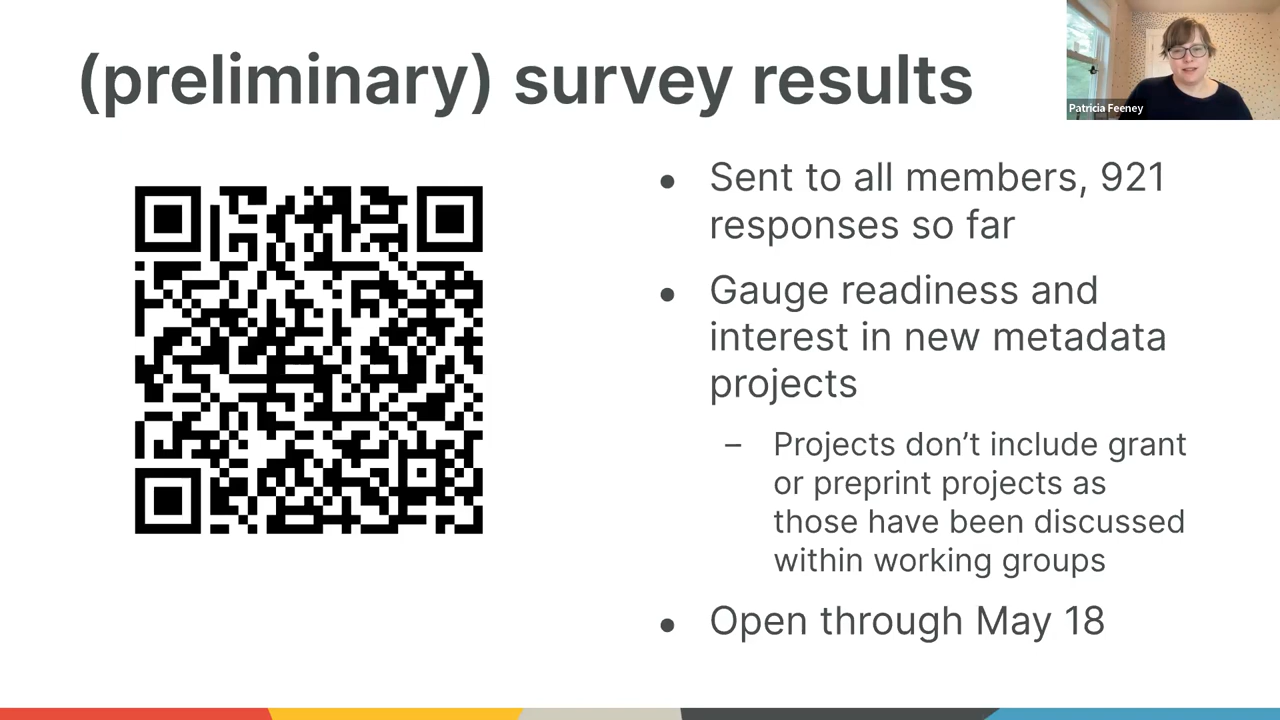 (preliminary) survey results
Patricia Feeney
● Sent to all members, 921
responses so far
● Gauge readiness and
interest in new metadata
projects
– Projects don’t include grant
or preprint projects as
those have been discussed
within working groups
● Open through May 18